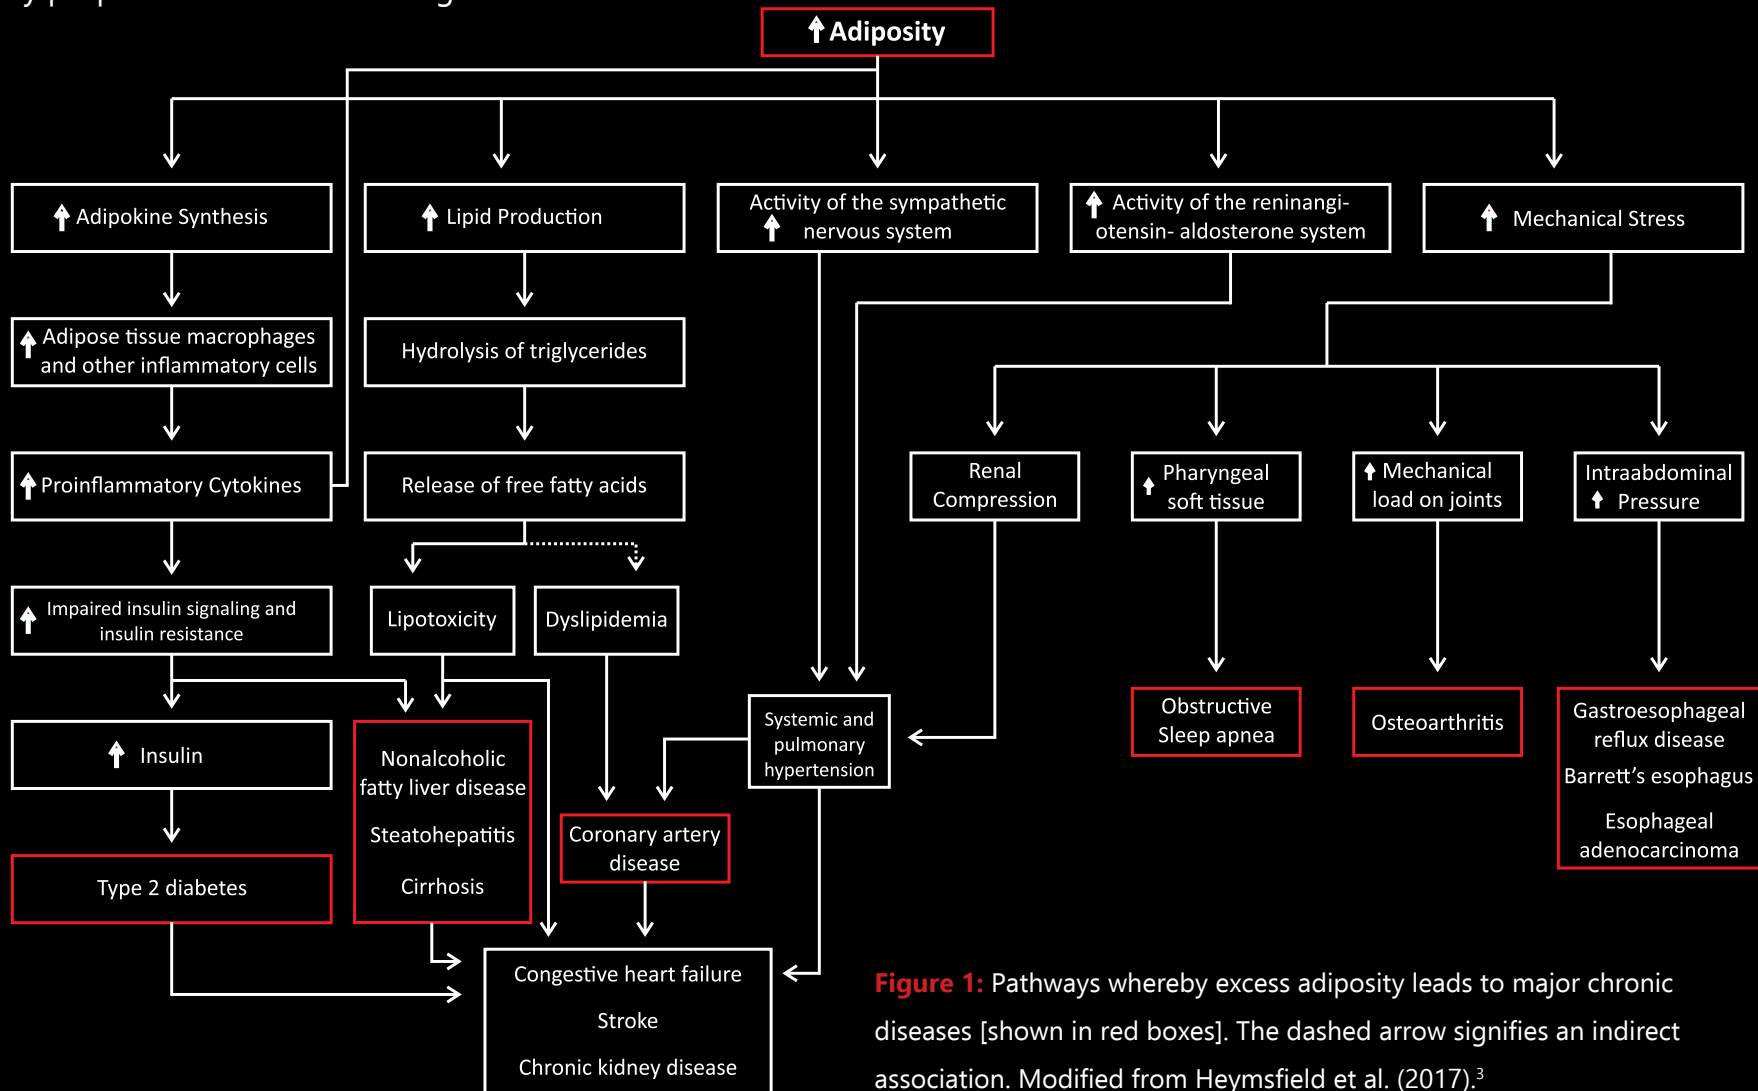 Adiposity
Adipokine Synthesis
Lipid Production
Activity of the sympathetic
nervous system
Activity of the reninangi-
otensin- aldosterone system
Mechanical Stress
Adipose tissue macrophages
and other inflammatory cells
Hydrolysis of triglycerides
Proinflammatory Cytokines
Release of free fatty acids
Renal
Compression
Pharyngeal
soft tissue
Mechanical
load on joints
Intraabdominal
Pressure
Impaired insulin signaling and
insulin resistance
Lipotoxicity
Dyslipidemia
Insulin
Nonalcoholic
fatty liver disease
Steatohepatitis
Cirrhosis
Systemic and
pulmonary
hypertension
Obstructive
Sleep apnea
Osteoarthritis
Gastroesophageal
reflux disease
Barrett’s esophagus
Esophageal
adenocarcinoma
Coronary artery
disease
Type 2 diabetes
Congestive heart failure
Stroke
Chronic kidney disease
Figure 1: Pathways whereby excess adiposity leads to major chronic
diseases [shown in red boxes]. The dashed arrow signifies an indirect
association. Modified from Heymsfield et al. (2017).³